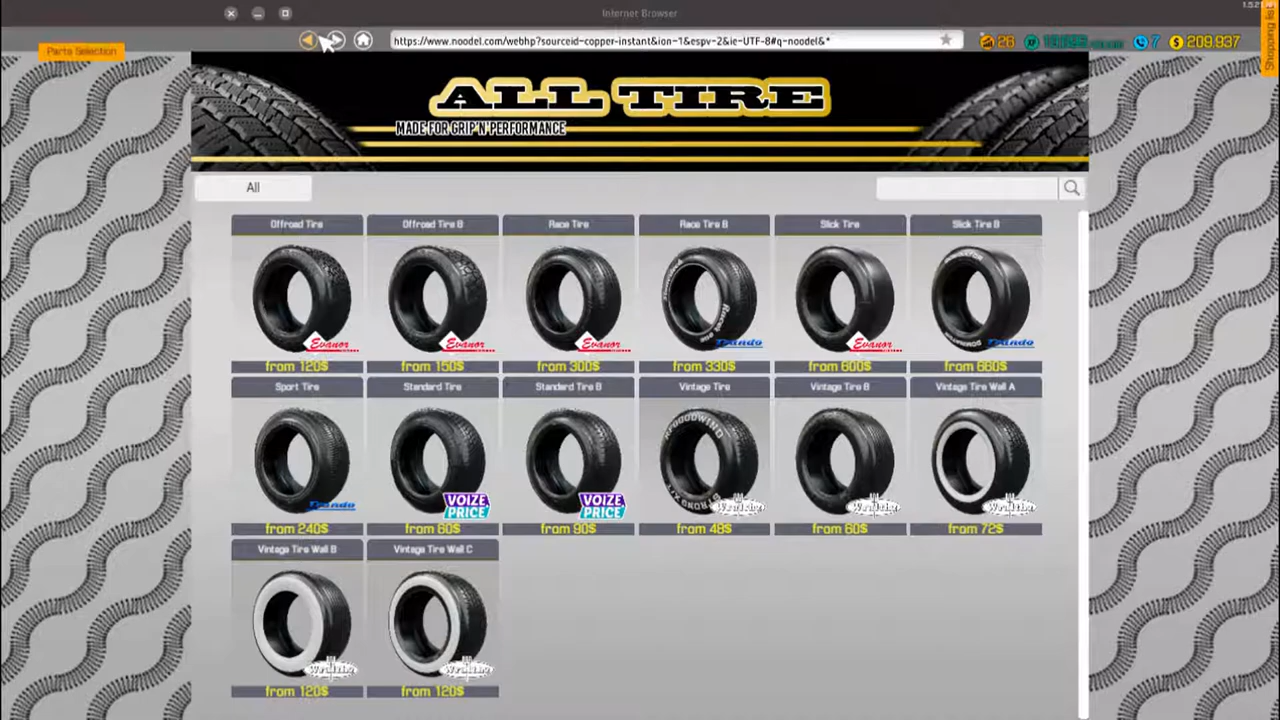 Internet Browser
Parts Selection
https://www.noodel.com/webhp?sourceid-copper-instant&ion-1&espv-2&ie-UTF-8#q-noodel&*
26
7
209.937
ALL TIRE
MADE FOR GRIP'N'PERFORMANCE
All
Offroad Tire
Offroad Tire B
Race Tire
Race Tire B
Slick Tire
Slick Tire B
Evanor
Evanor
Evanor
Evanor
from 120$
from 150$
from 300$
from 330$
from 600$
from 660$
Sport Tire
Standard Tire
Standard Tire B
Vintage Tire
Vintage Tire B
Vintage Tire Wall A
VOIZE PRICE
VOIZE PRICE
from 240$
from 60$
from 90$
from 48$
from 60$
from 72$
Vintage Tire Wall B
Vintage Tire Wall C
from 120$
from 120$